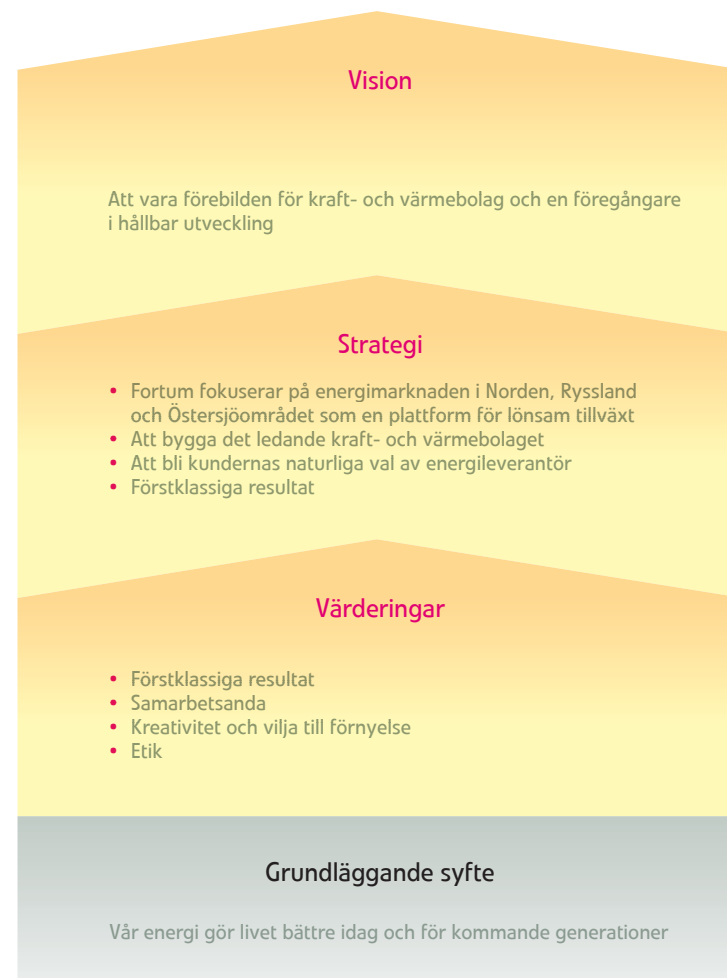 Vision
Att vara förebilden för kraft- och värmebolag och en föregångare
i hållbar utveckling
Strategi
• Fortum fokuserar på energimarknaden i Norden, Ryssland
och Östersjöområdet som en plattform för lönsam tillväxt
• Att bygga det ledande kraft- och värmebolaget
• Att bli kundernas naturliga val av energileverantör
• Förstklassiga resultat
Värderingar
• Förstklassiga resultat
• Samarbetsanda
• Kreativitet och vilja till förnyelse
• Etik
Grundläggande syfte
Vår energi gör livet bättre idag och för kommande generationer